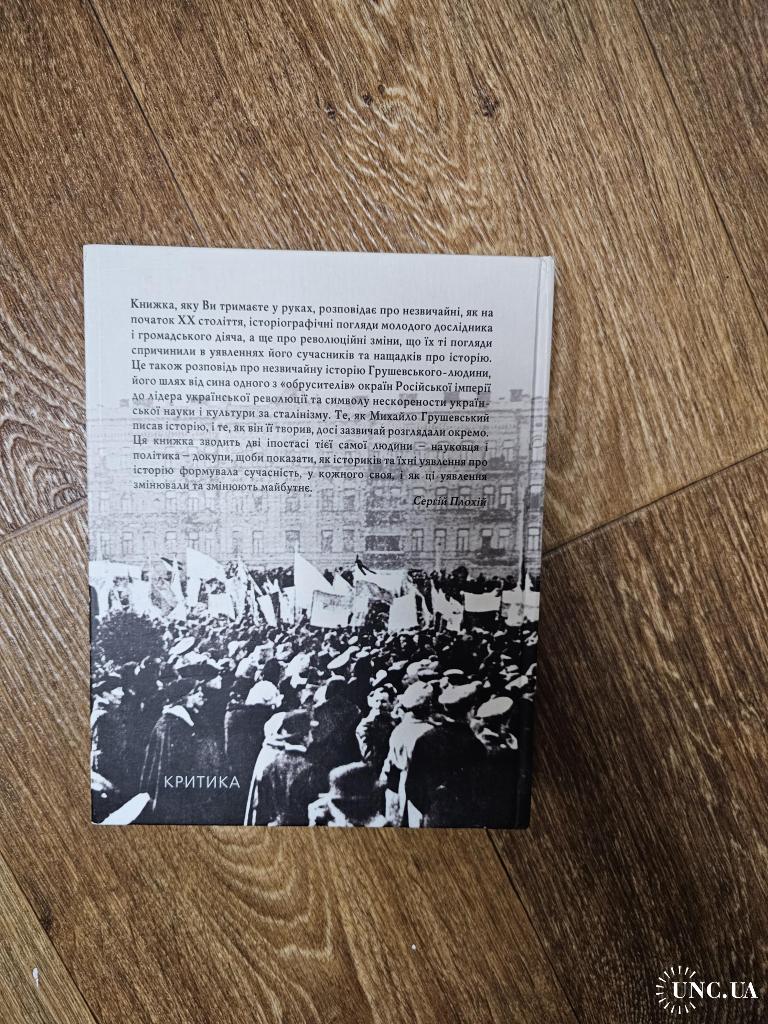 Книжка, яку Ви тримаєте у руках, розповідає про незвичайні, як на
початок XX століття, історіографічні погляди молодого дослідника
і громадського діяча, а ще про революційні зміни, що їх ті погляди
спричинили в уявленнях його сучасників та нащадків про історію.
Це також розповідь про незвичайну історію Грушевського-людини,
його шлях від сина одного з «обрусителів» окраїн Російської імперії
до лідера української революції та символу нескорености україн-
ської науки і культури за сталінізму. Те, як Михайло Грушевський
писав історію, і те, як він її творив, досі зазвичай розглядали окремо.
Ця книжка зводить дві іпостасі тієї самої людини – науковця і
політика – докупи, щоби показати, як істориків та їхні уявлення про
історію формувала сучасність, у кожного своя, і як ці уявлення
змінювали та змінюють майбутнє.
Сергій Плохій
КРИТИКА
UNC.UA